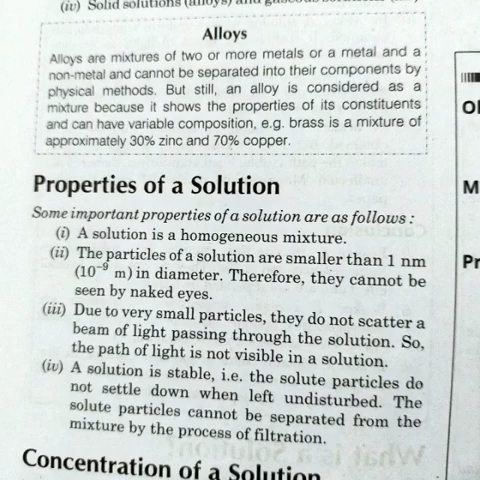 (iv) Solid solutions (alloys) and gaseous
Alloys
Alloys are mixtures of two or more metals or a metal and a
non-metal and cannot be separated into their components by
physical methods. But still, an alloy is considered as a
mixture because it shows the properties of its constituents
and can have variable composition, e.g. brass is a mixture of
approximately 30% zinc and 70% copper.
Properties of a Solution
Some important properties of a solution are as follows :
(i) A solution is a homogeneous mixture.
(ii) The particles of a solution are smaller than 1 nm
(10⁻⁹ m) in diameter. Therefore, they cannot be
seen by naked eyes.
(iii) Due to very small particles, they do not scatter a
beam of light passing through the solution. So,
the path of light is not visible in a solution.
(iv) A solution is stable, i.e. the solute particles do
not settle down when left undisturbed. The
solute particles cannot be separated from the
mixture by the process of filtration.
Concentration of a Solution
M
Pr